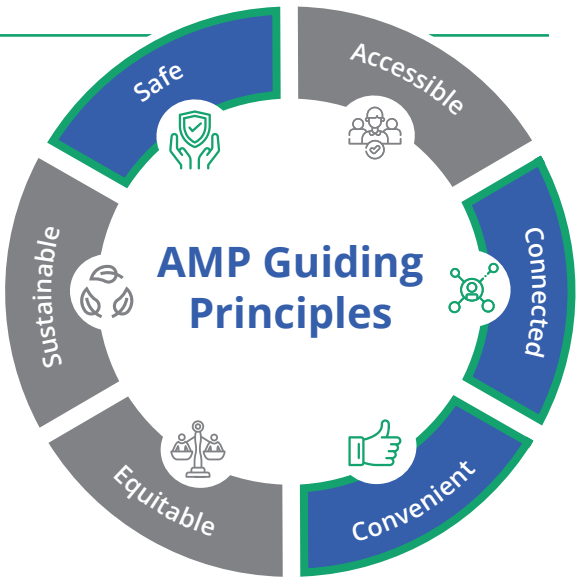 Safe
Accessible
Connected
Convenient
Equitable
Sustainable
AMP Guiding
Principles